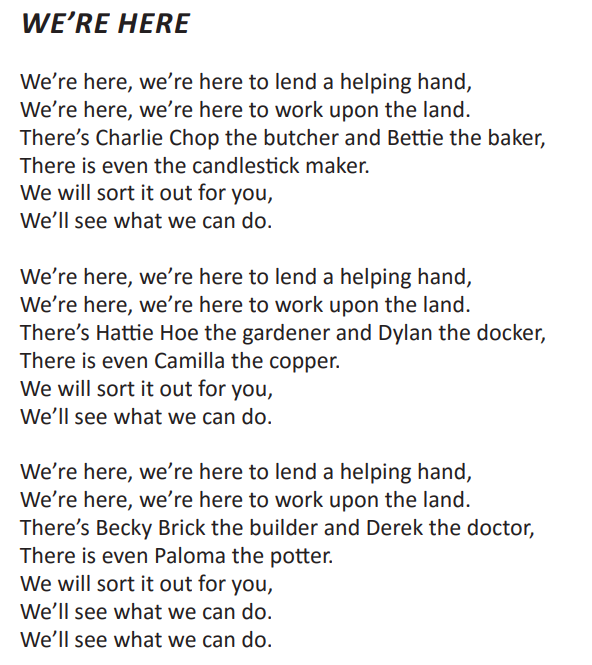 WE’RE HERE
We’re here, we’re here to lend a helping hand,
We’re here, we’re here to work upon the land.
There’s Charlie Chop the butcher and Bettie the baker,
There is even the candlestick maker.
We will sort it out for you,
We’ll see what we can do.
We’re here, we’re here to lend a helping hand,
We’re here, we’re here to work upon the land.
There’s Hattie Hoe the gardener and Dylan the docker,
There is even Camilla the copper.
We will sort it out for you,
We’ll see what we can do.
We’re here, we’re here to lend a helping hand,
We’re here, we’re here to work upon the land.
There’s Becky Brick the builder and Derek the doctor,
There is even Paloma the potter.
We will sort it out for you,
We’ll see what we can do.
We’ll see what we can do.